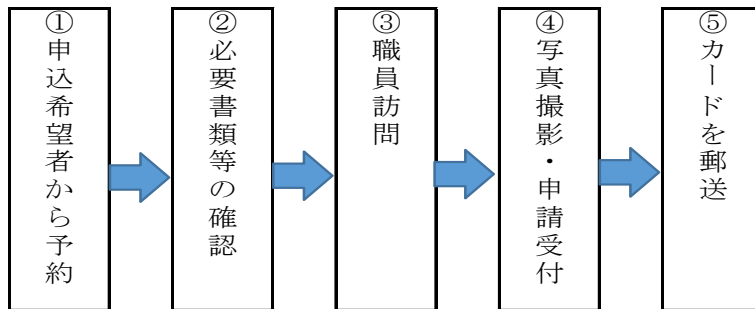 ①申込希望者から予約
②必要書類等の確認
③職員訪問
④写真撮影・申請受付
⑤カードを郵送